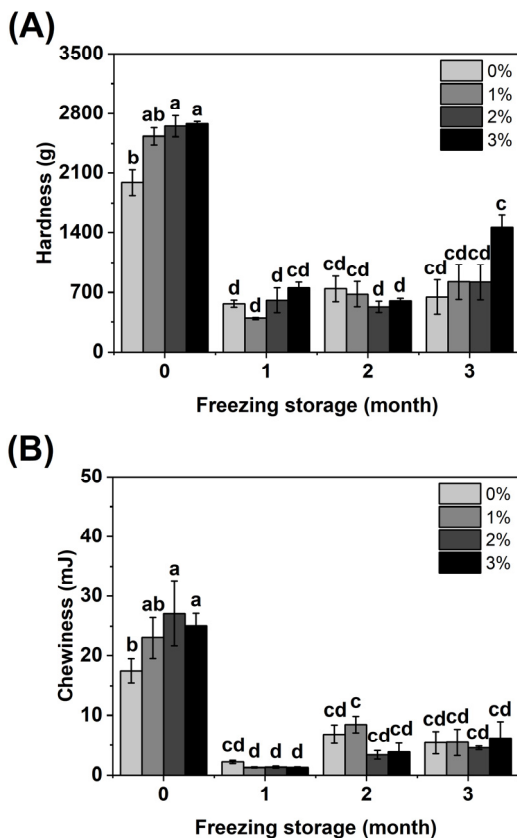 (A)
3500
2800
2100
1400
700
0
Hardness (g)
b ab a a
d d d cd
cd cd d d
cd cd cd c
0%
1%
2%
3%
0 1 2 3
Freezing storage (month)
(B)
50
40
30
20
10
0
Chewiness (mJ)
b ab a a
cd d d d
cd c cd cd
cd cd cd cd
0%
1%
2%
3%
0 1 2 3
Freezing storage (month)